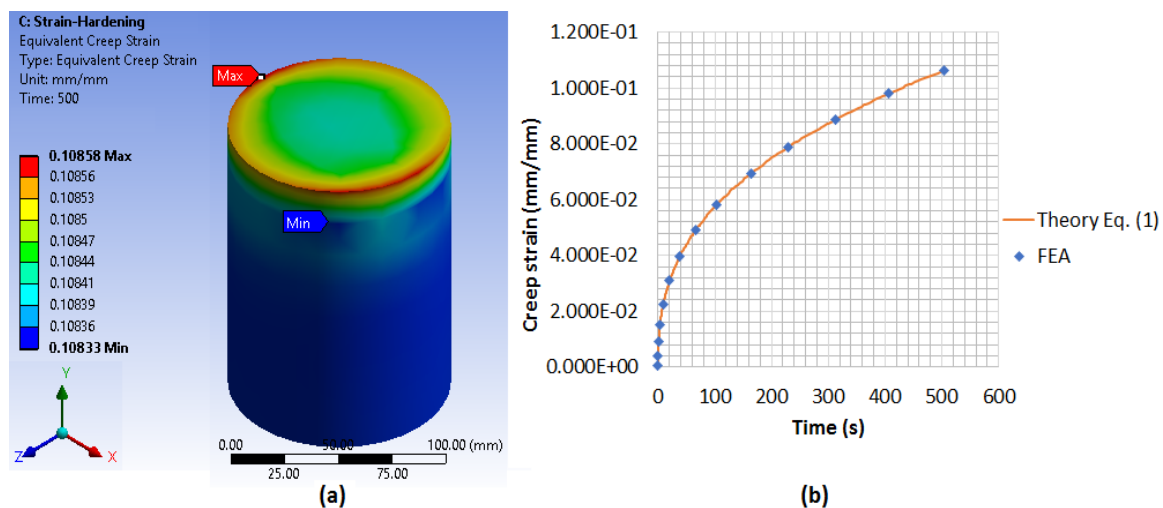 C: Strain-Hardening
Equivalent Creep Strain
Type: Equivalent Creep Strain
Unit: mm/mm
Time: 500
Max
Min
0.10858 Max
0.10856
0.10853
0.1085
0.10847
0.10844
0.10841
0.10839
0.10836
0.10833 Min
Y
Z
X
0.00
50.00
100.00 (mm)
25.00
75.00
(a)
1.200E-01
1.000E-01
8.000E-02
6.000E-02
4.000E-02
2.000E-02
0.000E+00
Creep strain (mm/mm)
0 100 200 300 400 500 600
Time (s)
Theory Eq. (1)
FEA
(b)